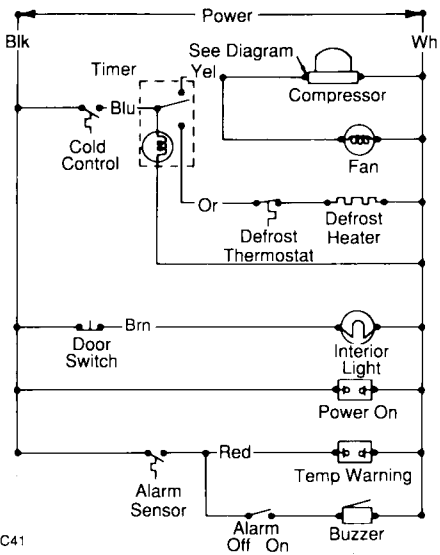 Power
Blk
Wh
See Diagram
Timer
Yel
Compressor
Blu
Cold
Control
Fan
Or
Defrost
Thermostat
Defrost
Heater
Brn
Door
Switch
Interior
Light
Power On
Red
Temp Warning
Alarm
Sensor
Alarm
Off On
Buzzer
C41